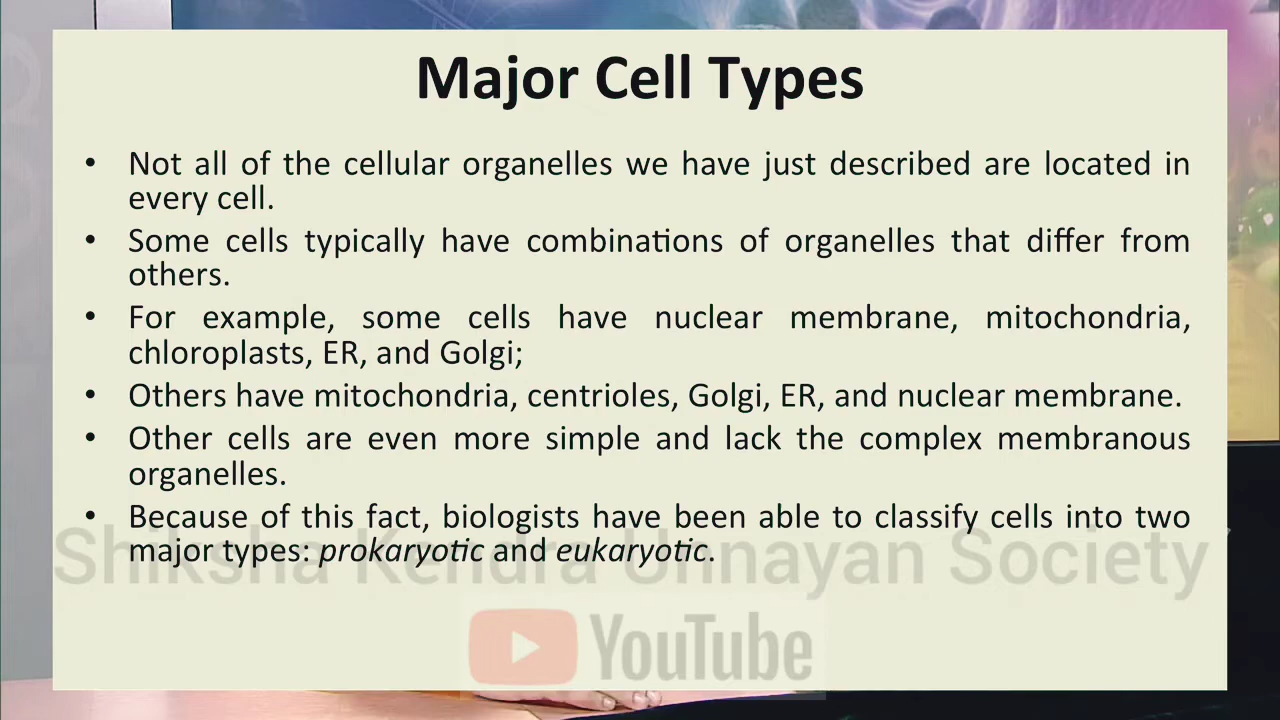 Major Cell Types
• Not all of the cellular organelles we have just described are located in
every cell.
• Some cells typically have combinations of organelles that differ from
others.
• For example, some cells have nuclear membrane, mitochondria,
chloroplasts, ER, and Golgi;
• Others have mitochondria, centrioles, Golgi, ER, and nuclear membrane.
• Other cells are even more simple and lack the complex membranous
organelles.
• Because of this fact, biologists have been able to classify cells into two
major types: prokaryotic and eukaryotic.
Shiksha Kendra Unnayan Society
YouTube